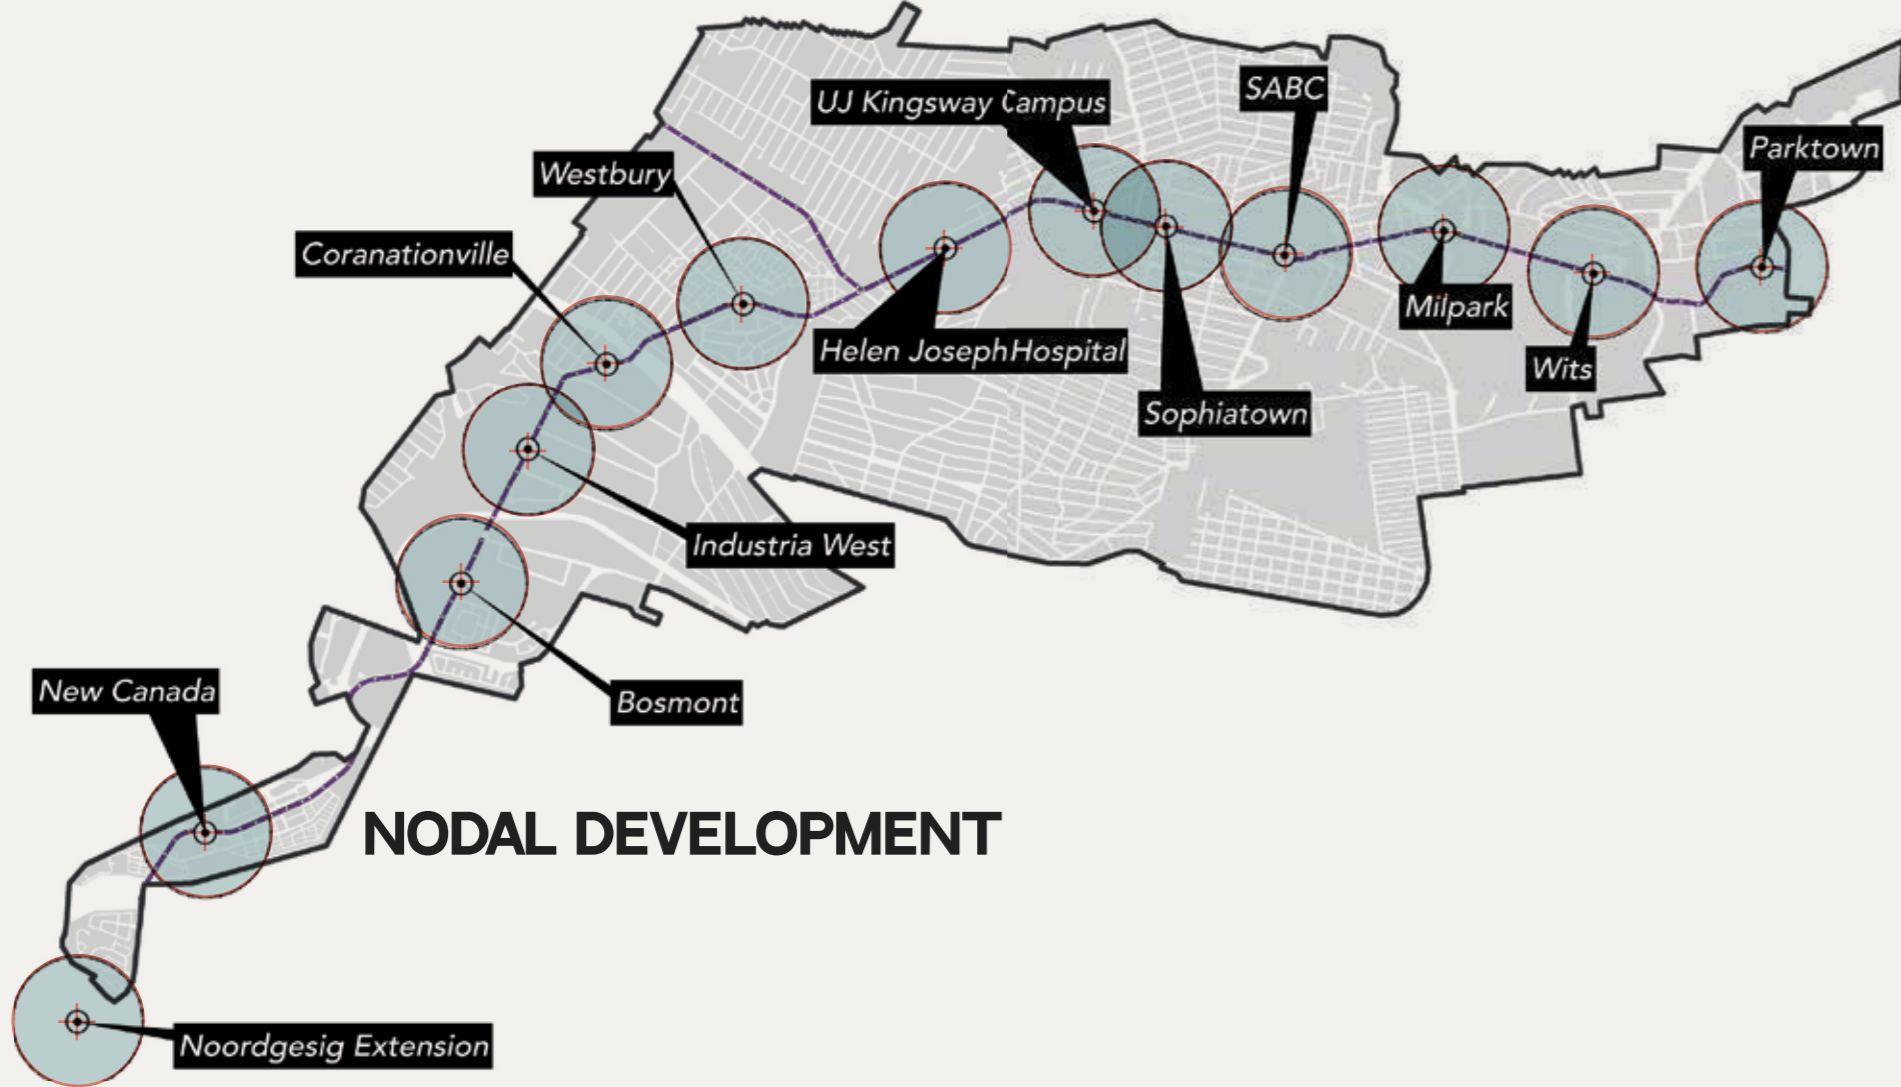 SABC
UJ Kingsway Campus
Parktown
Westbury
Coranationville
Milpark
Helen JosephHospital
Wits
Sophiatown
Industria West
New Canada
Bosmont
NODAL DEVELOPMENT
Noordgesig Extension